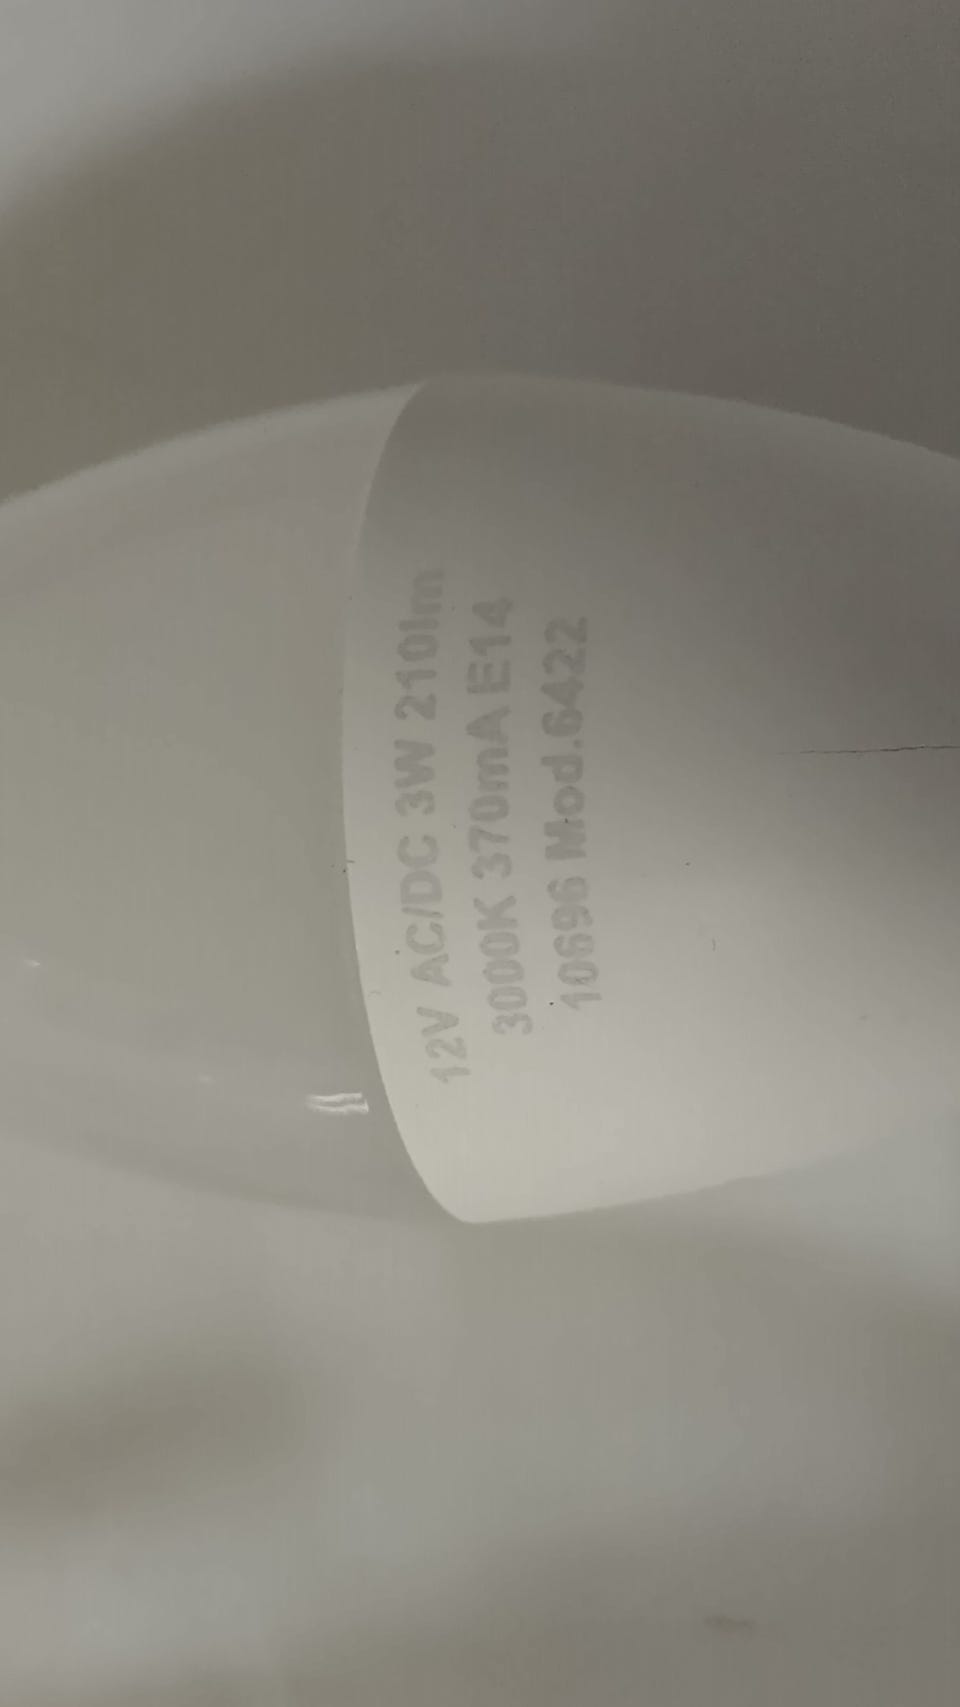 12V AC/DC 3W 210lm
3000K 370mA E14
10696 Mod.6422